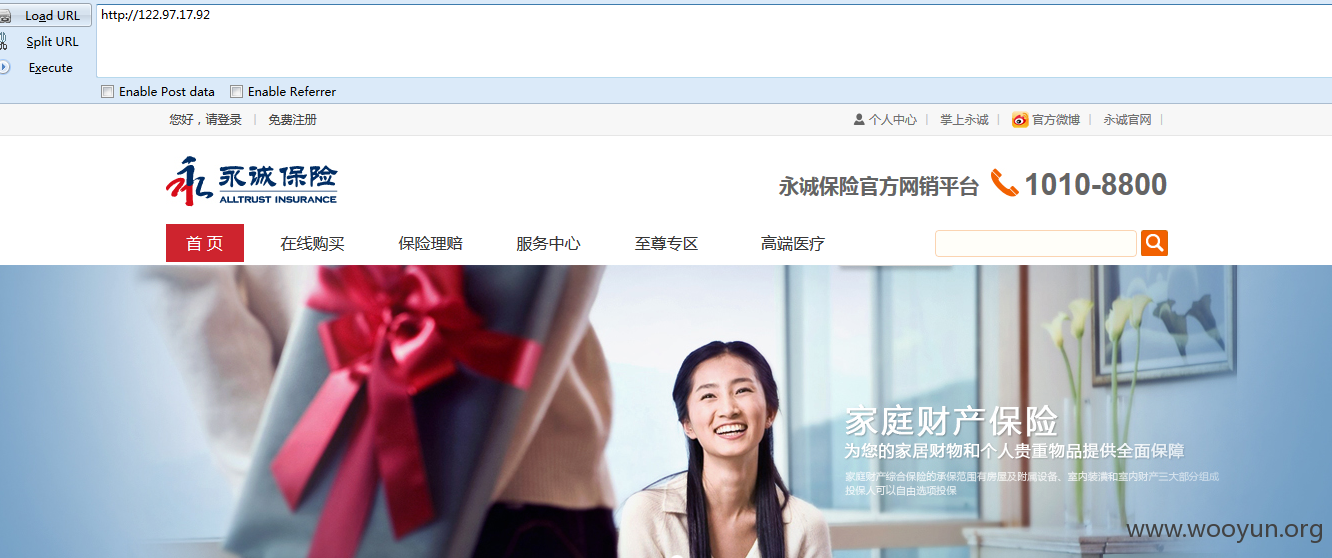 Load URL
http://122.97.17.92
Split URL
Execute
Enable Post data
Enable Referrer
您好，请登录 | 免费注册
个人中心 | 掌上永诚 | 官方微博 | 永诚官网 |
永诚保险
ALLTRUST INSURANCE
永诚保险官方网销平台
1010-8800
首 页
在线购买
保险理赔
服务中心
至尊专区
高端医疗
家庭财产保险
为您的家居财物和个人贵重物品提供全面保障
家庭财产综合保险的承保范围有房屋及附属设备、室内装潢和室内财产三大部分组成
投保人可以自由选项投保
www.wooyun.org